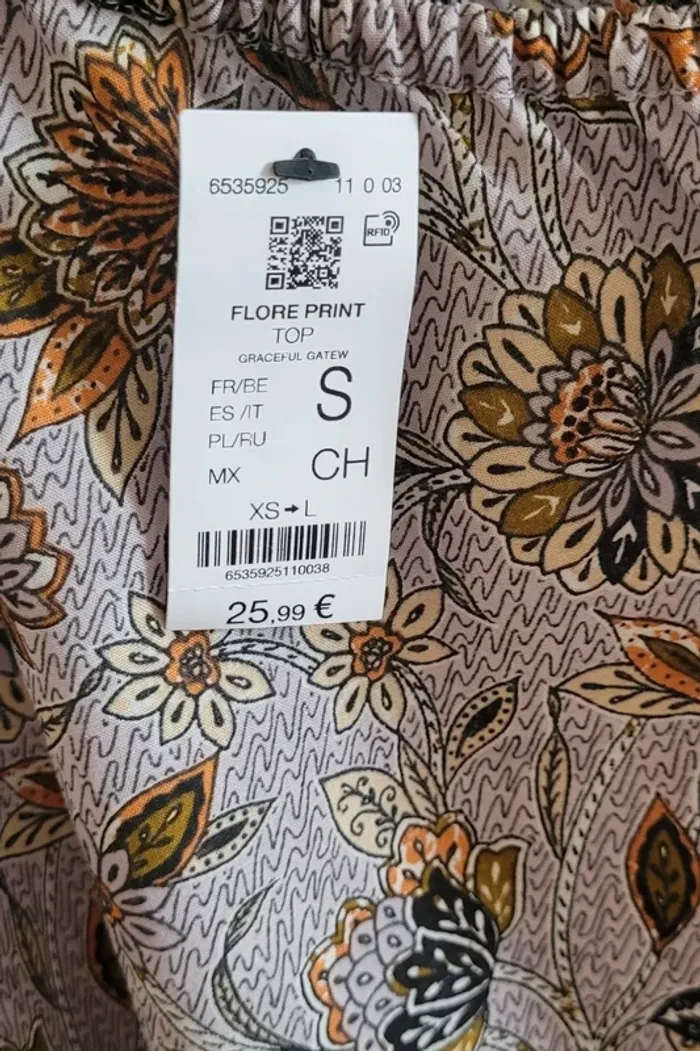 6535925 11 0 03
RFID
FLORE PRINT
TOP
GRACEFUL GATEW
FR/BE
ES /IT
PL/RU
S
MX CH
XS→L
6535925110038
25,99 €